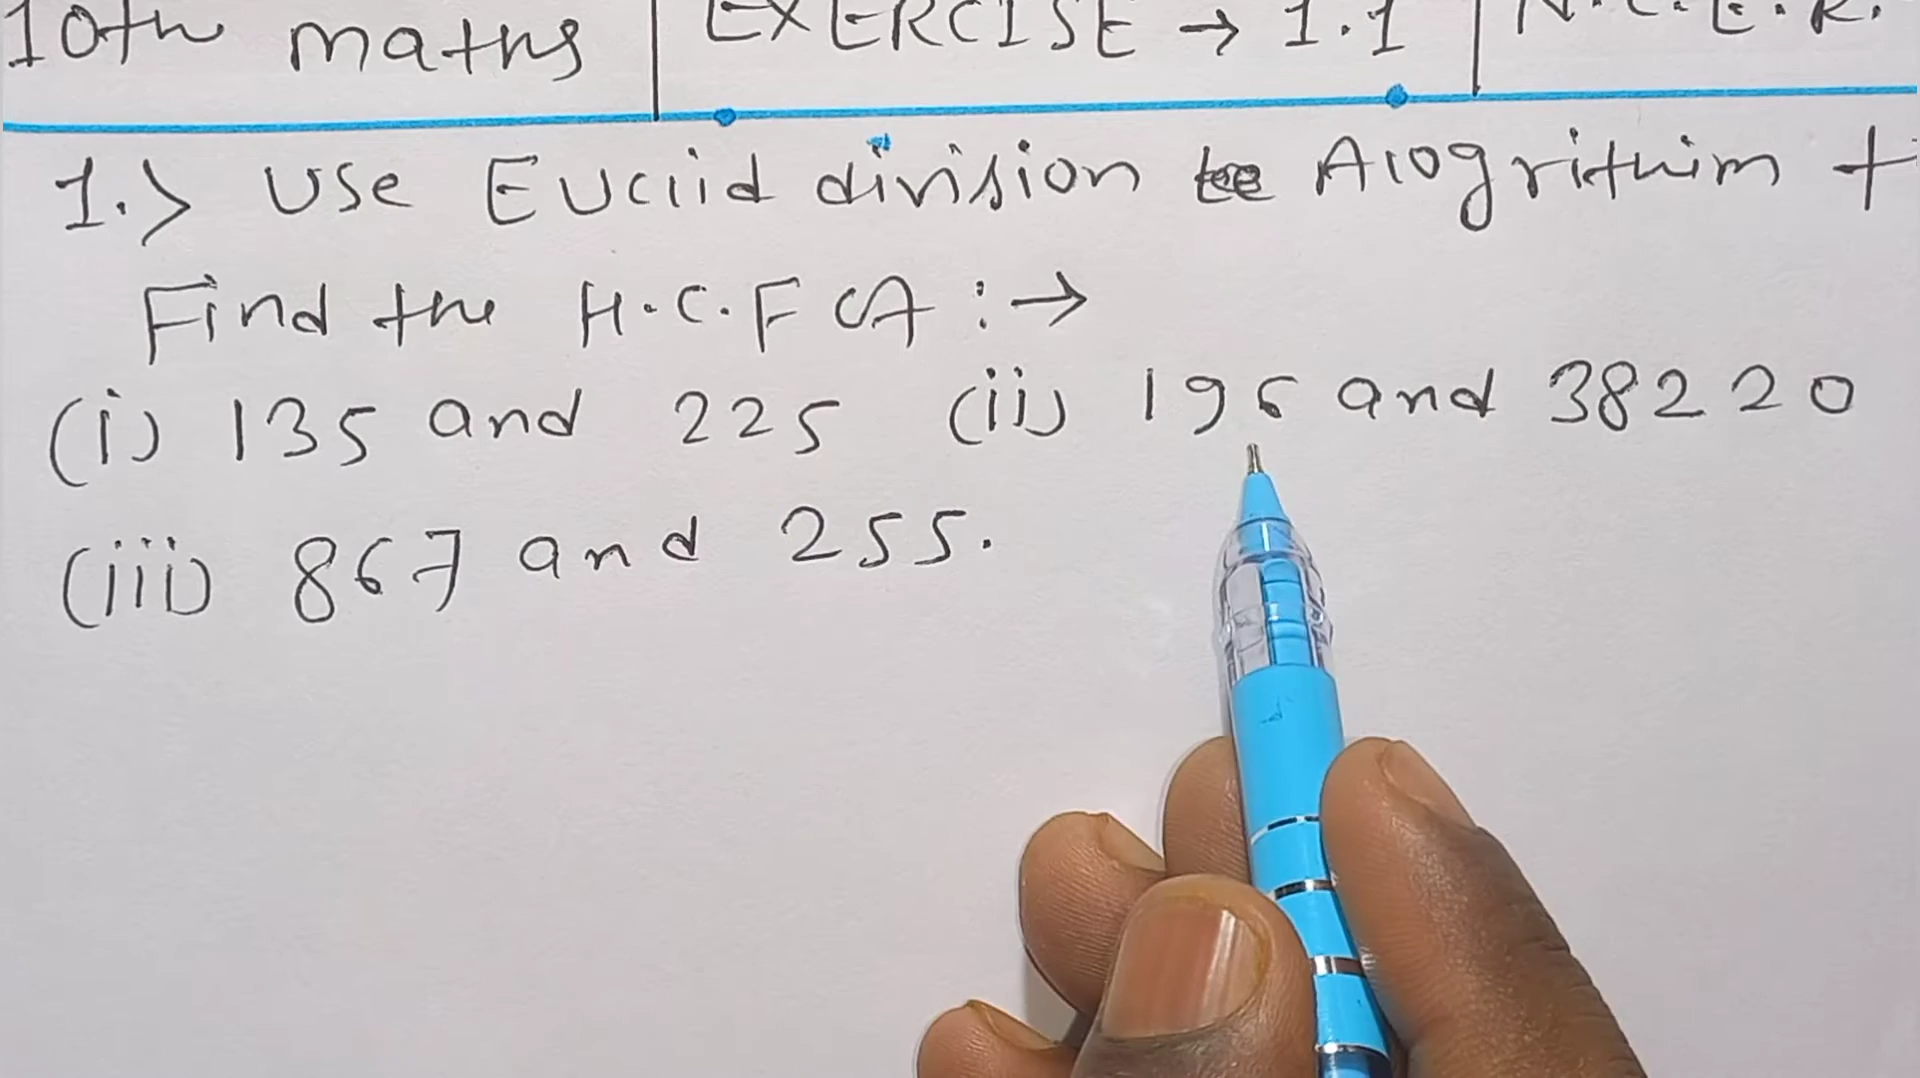 10th maths EXERCISE → 1.1 N.C.E.R.
1.> Use Euclid division Alogrithim t
Find the H.C.F of :→
(i) 135 and 225 (ii) 196 and 38220
(iii) 867 and 255.